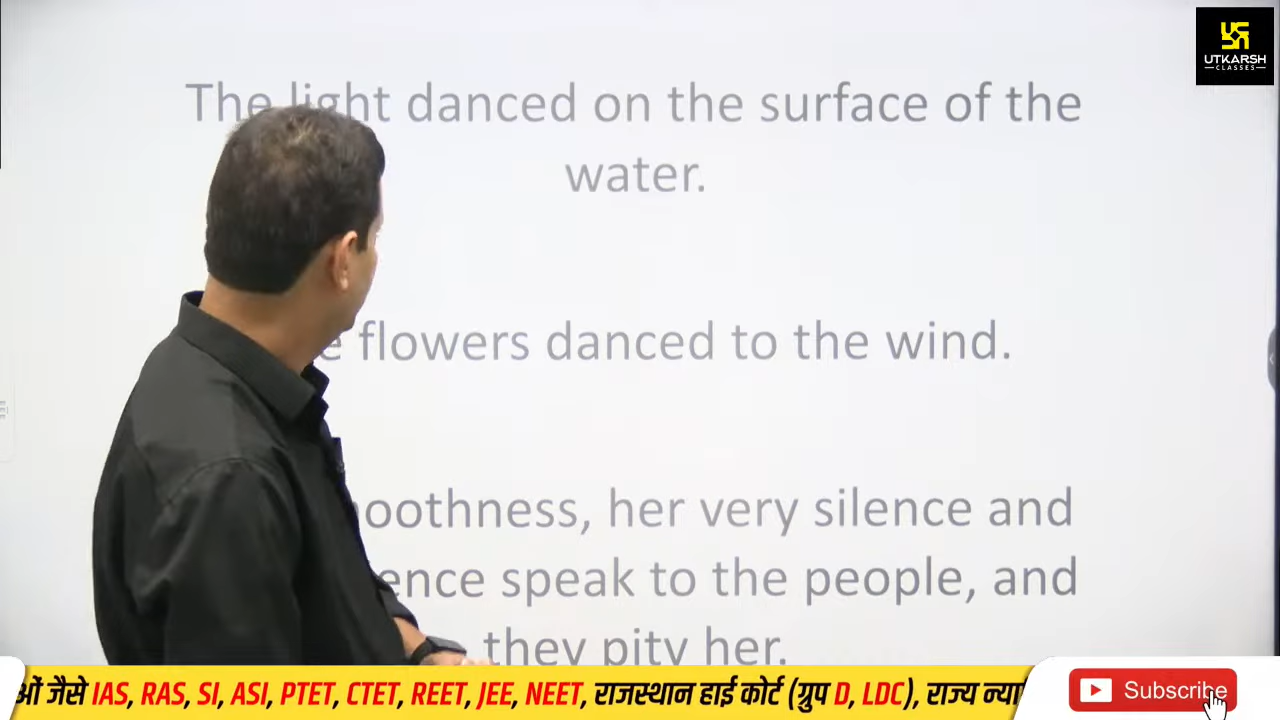 UTKARSH
CLASSES
The light danced on the surface of the
water.
flowers danced to the wind.
her very silence and
speak to the people, and
they pity her.
ओं जैसे IAS, RAS, SI, ASI, PTET, CTET, REET, JEE, NEET, राजस्थान हाई कोर्ट (ग्रुप D, LDC), राज्य
Subscribe